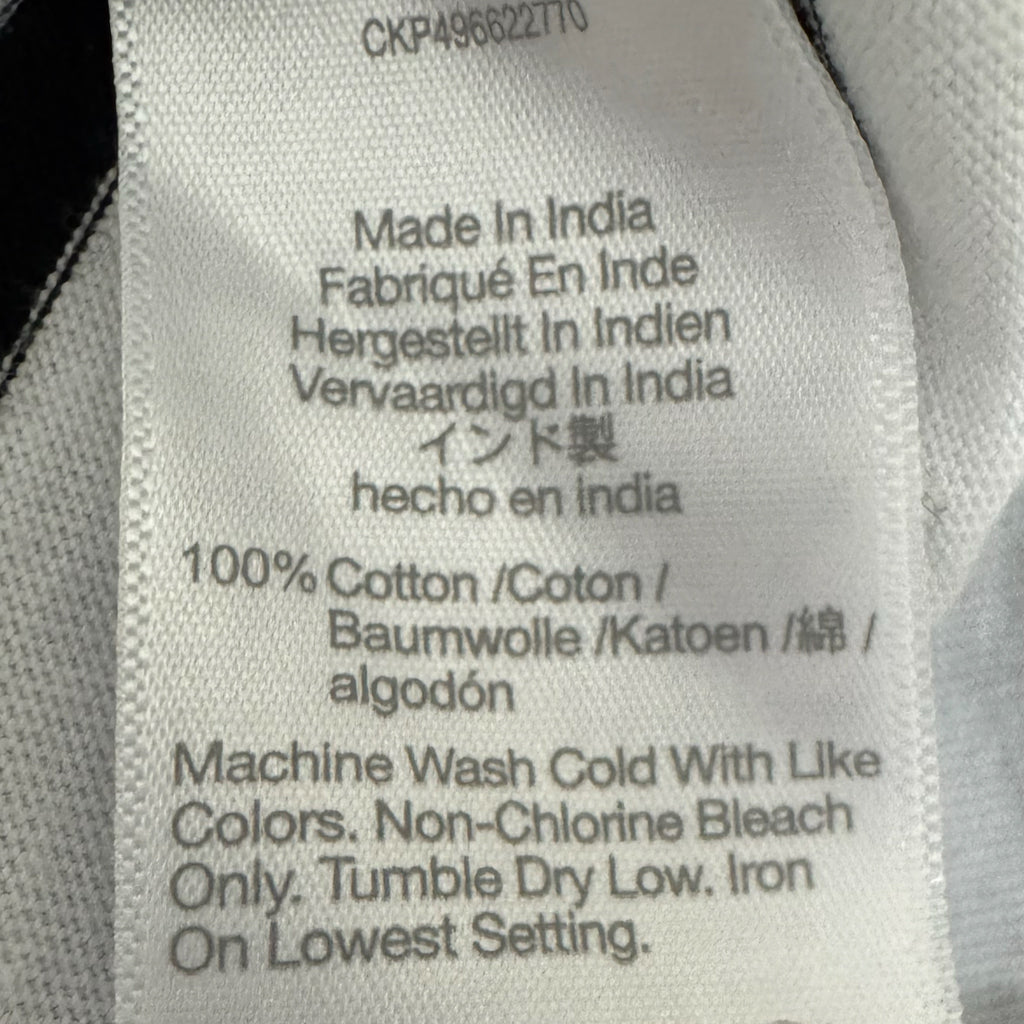 CKP496622770
Made In India
Fabriqué En Inde
Hergestellt In Indien
Vervaardigd In India
インド製
hecho en india
100% Cotton /Coton /
Baumwolle /Katoen /綿 /
algodón
Machine Wash Cold With Like
Colors. Non-Chlorine Bleach
Only. Tumble Dry Low. Iron
On Lowest Setting.